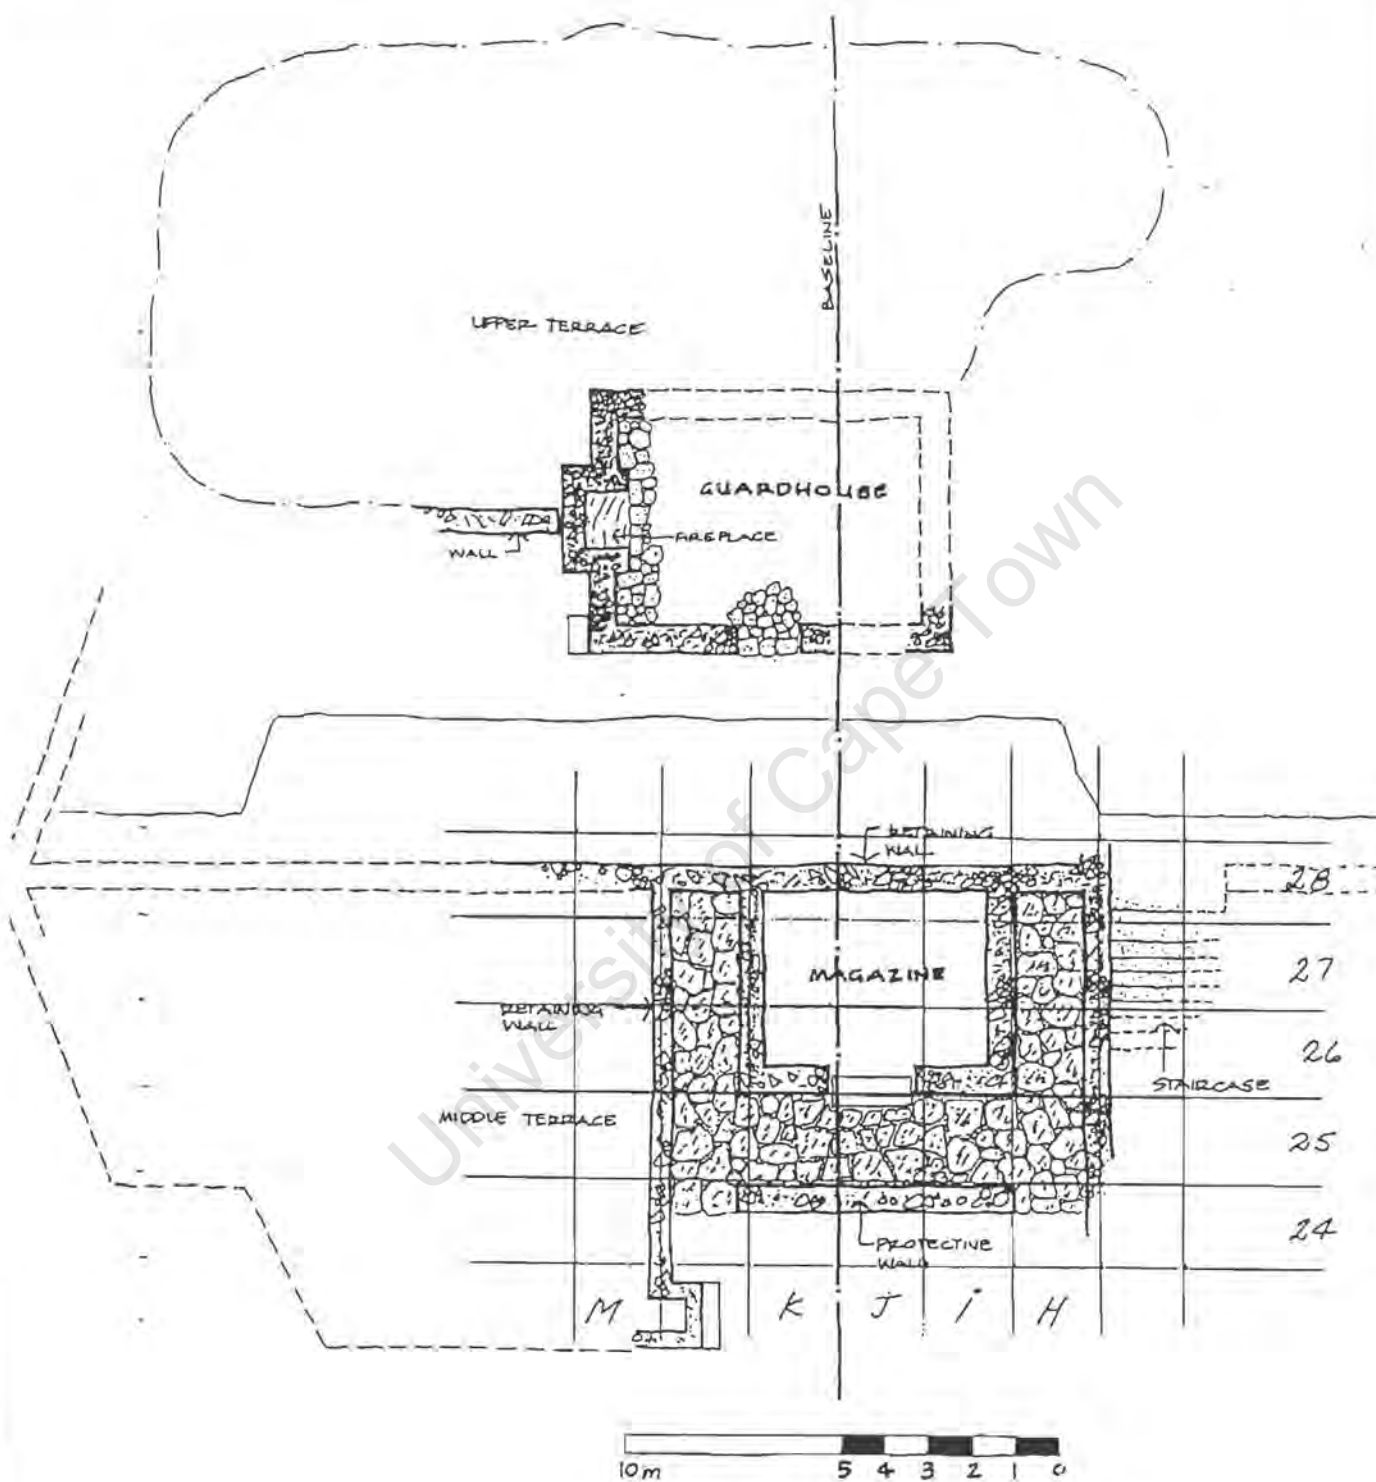 BASELINE
UPPER TERRACE
GUARDHOUSE
FIREPLACE
WALL
RETAINING
WALL
28
MAGAZINE
27
RETAINING
WALL
26
STAIRCASE
MIDDLE TERRACE
25
24
PROTECTIVE
WALL
M K J i H
10m 5 4 3 2 1 0
University of Cape Town